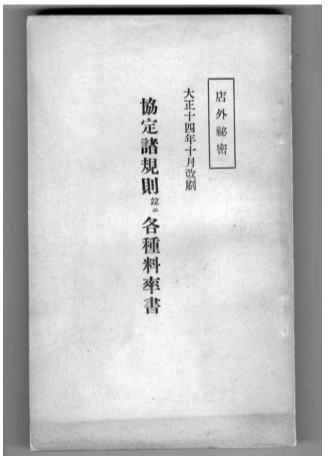 店外秘密
大正十四年十月改刷
協定諸規則竝ニ各種料率書